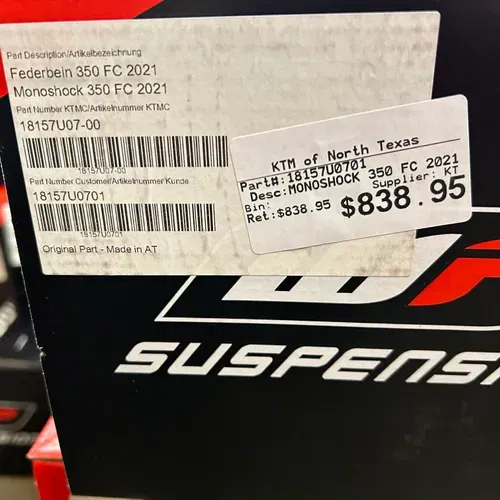 Part Description/Artikelbezeichnung
Federbein 350 FC 2021
Monoshock 350 FC 2021
Part Number KTMC/Artikelnummer KTMC
18157U07-00
18157U07-00
Part Number Customer/Artikelnummer Kunde
18157U0701
18157U0701
Original Part - Made in AT
KTM of North Texas
Part#:18157U0701
Desc:MONOSHOCK 350 FC 2021
Bin: Supplier: KT
Ret:$838.95 $838.95
SUSPENS